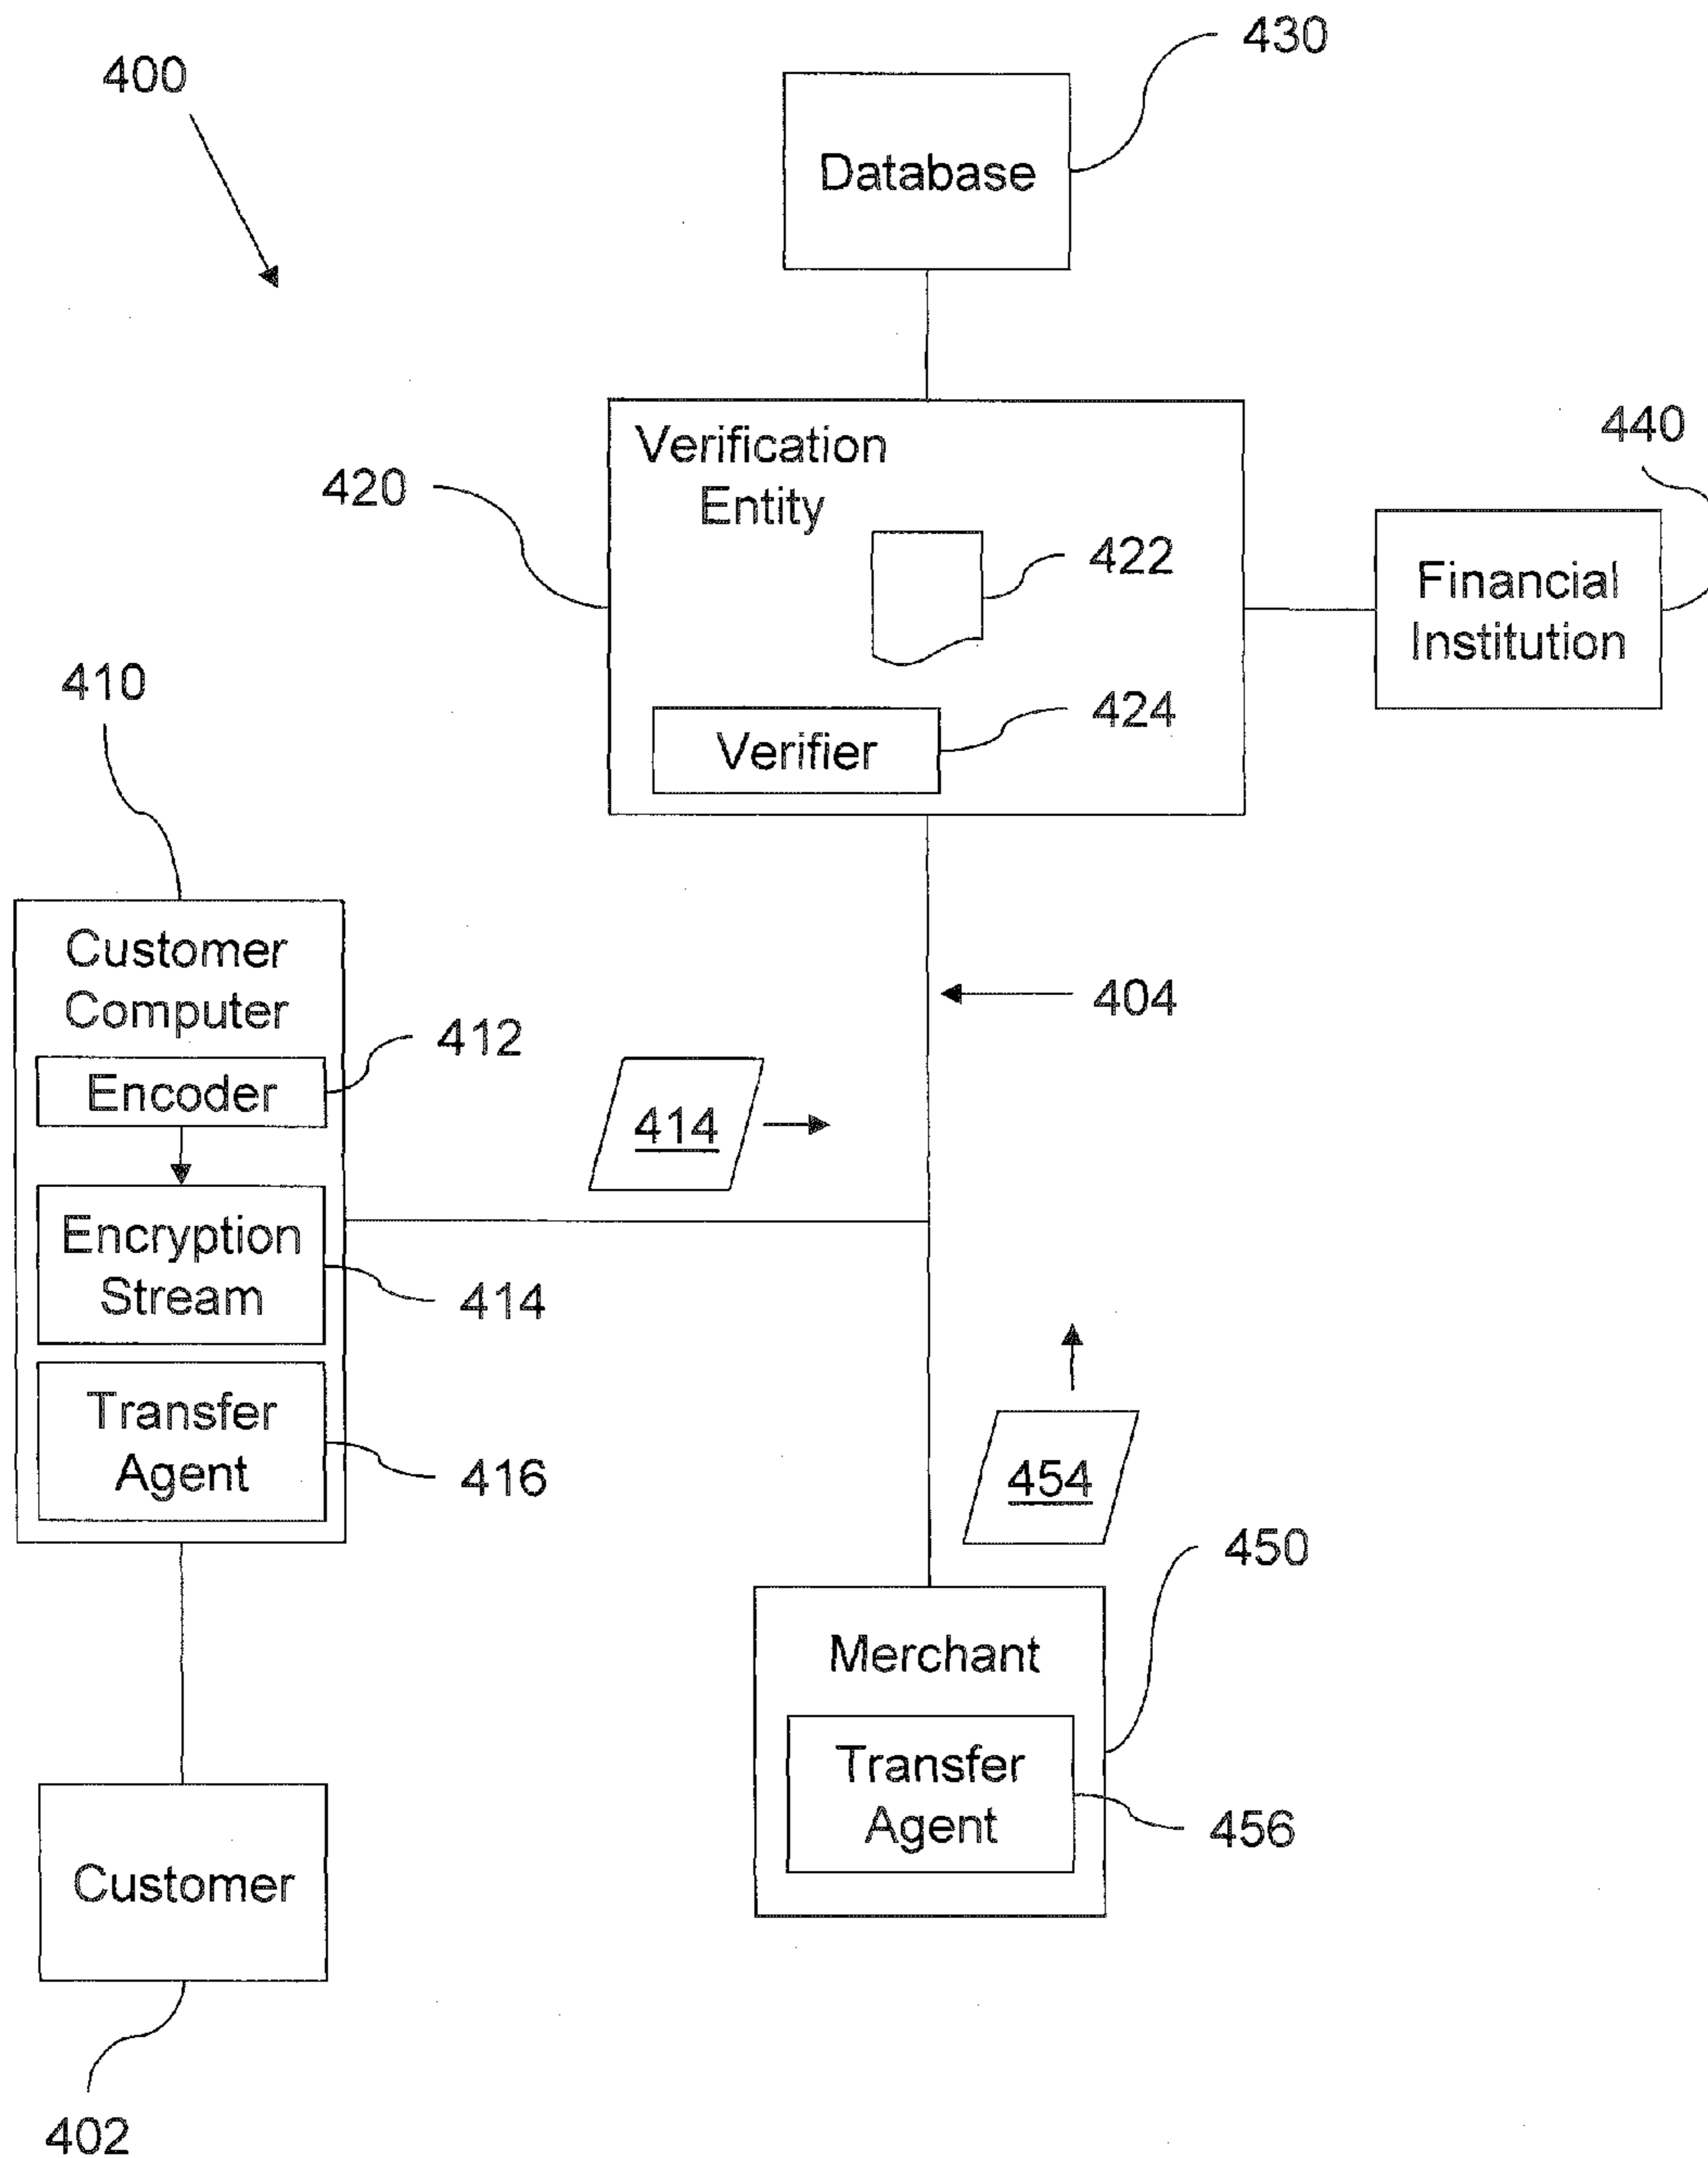 430
400
Database
440
Verification
Entity
420
422
Financial
Institution
410
424
Verifier
Customer
Computer
404
412
Encoder
414
Encryption
Stream
414
Transfer
Agent
416
454
450
Merchant
Transfer
Agent
456
Customer
402